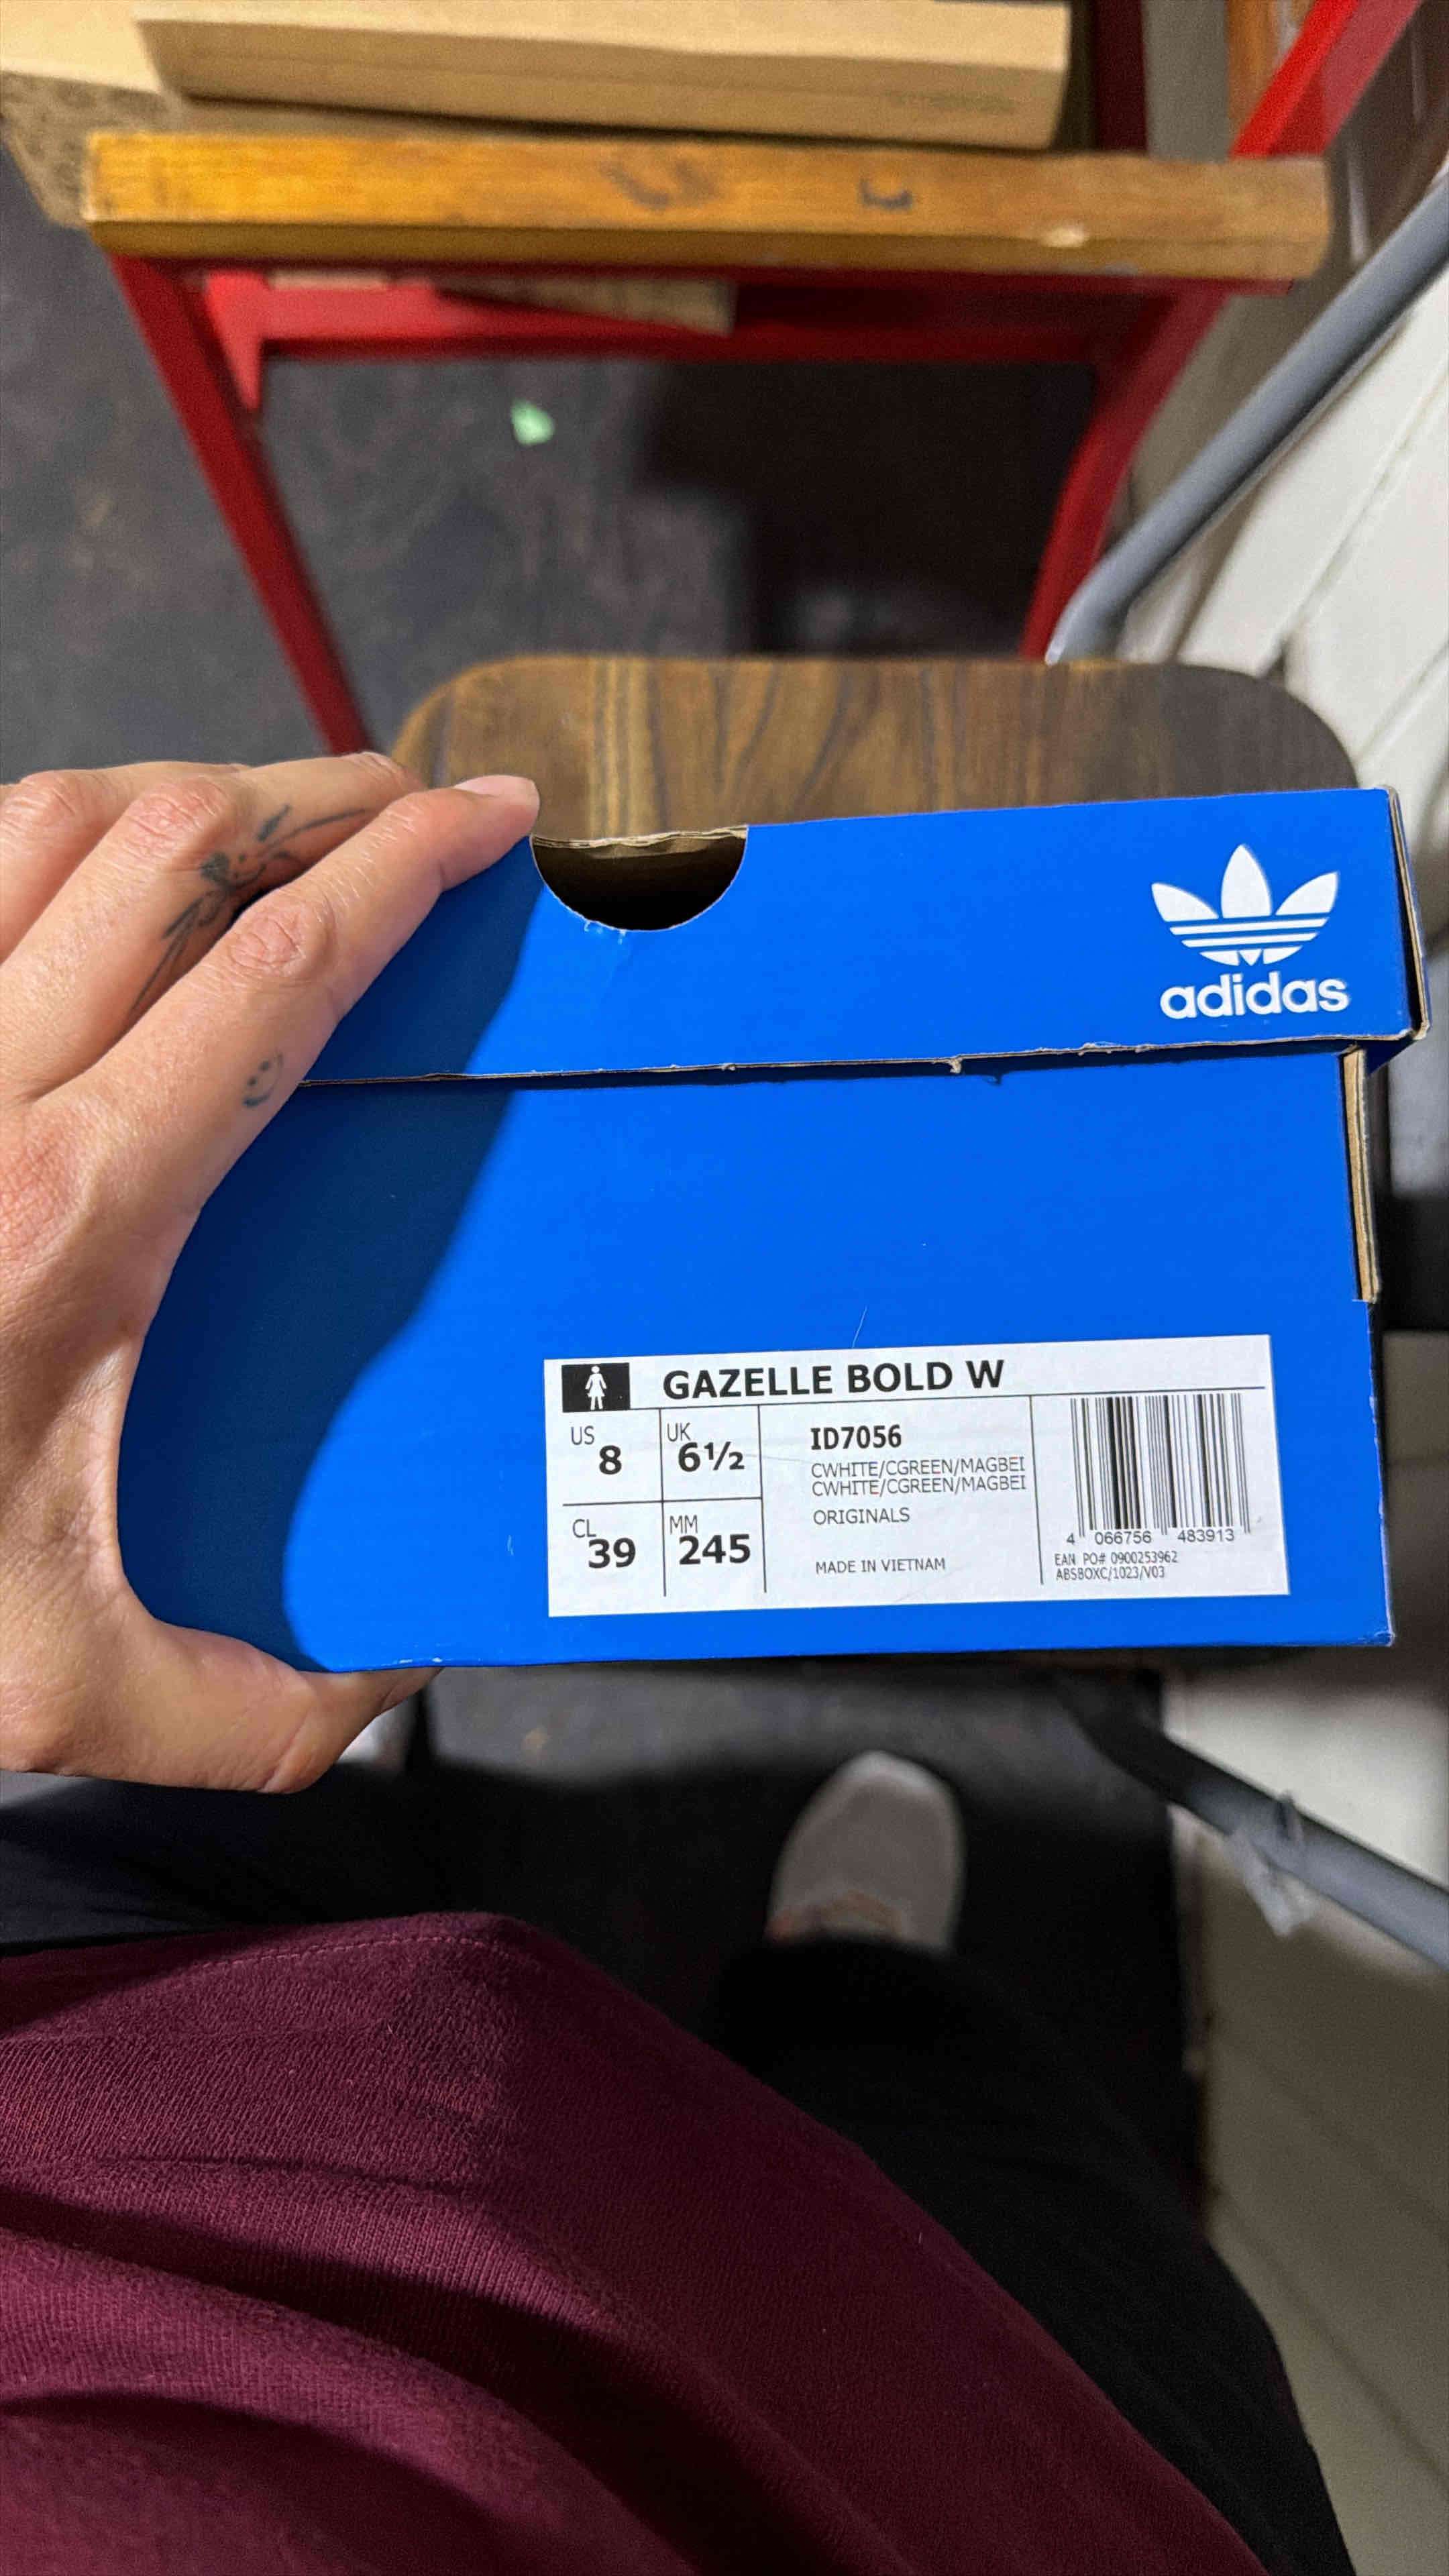 adidas
GAZELLE BOLD W
US 8
UK 6½
CL 39
MM 245
ID7056
CWHITE/CGREEN/MAGBEI
CWHITE/CGREEN/MAGBEI
ORIGINALS
MADE IN VIETNAM
4 066756 483913
EAN PO# 0900253962
ABSBOXC/1023/V03